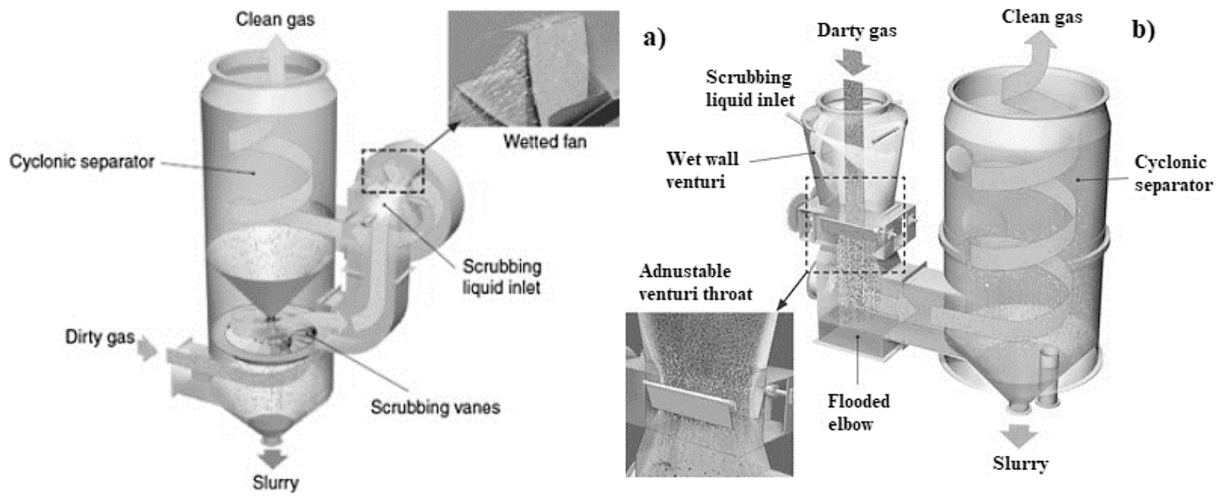 Clean gas
Cyclonic separator
Dirty gas
Slurry
Scrubbing vanes
Scrubbing
liquid inlet
Wetted fan
a)
Darty gas
Scrubbing
liquid inlet
Wet wall
venturi
Adnustable
venturi throat
Flooded
elbow
Clean gas
b)
Cyclonic
separator
Slurry